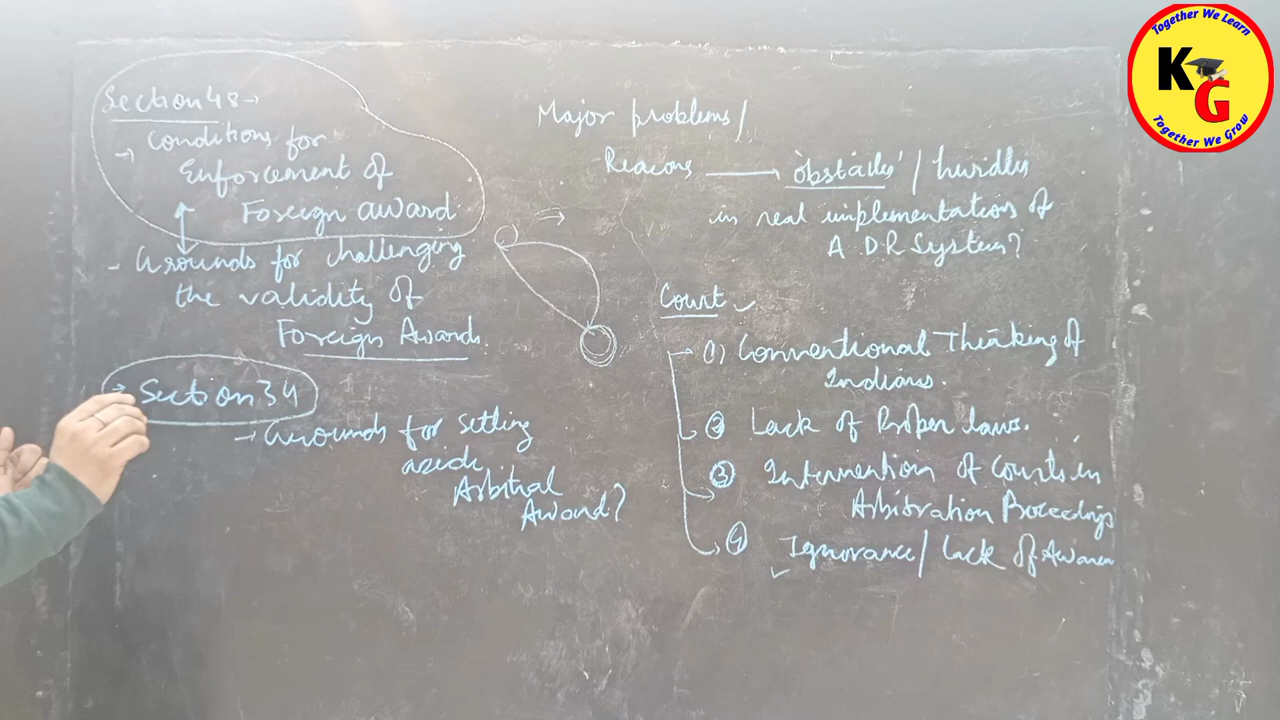 Section 48 →
→ Conditions for
Enforcement of
Foreign award
- Grounds for challenging
the validity of
Foreign Awards.
→ Section 34
→ Grounds for setting
aside
Arbitral
Award?
Major problems/
Reasons → 'obstacles' / hurdles
in real implementation of
A.D.R System?
Court ✓
→ 1) Conventional Thinking of
Indians.
② Lack of Proper laws.
③ Intervention of Courts in
Arbitration Proceedings
④ Ignorance/ Lack of Awaren
Together We Learn
KG
Together We Grow